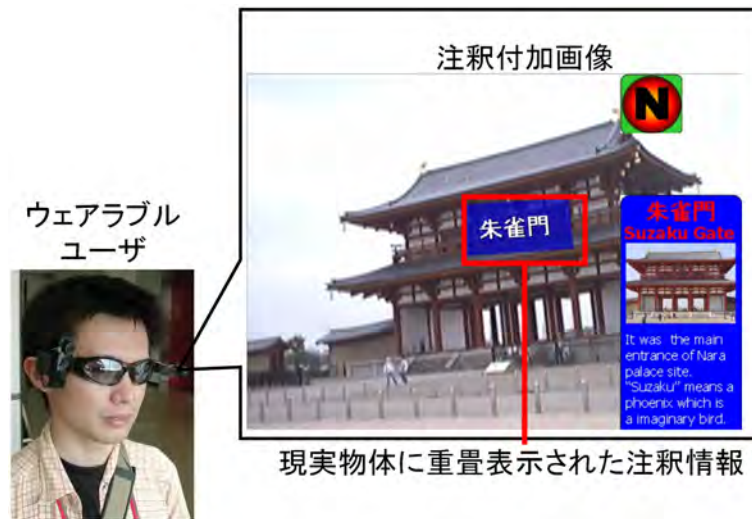 注釈付加画像
N
ウェアラブル
ユーザ
朱雀門
朱雀門
Suzaku Gate
It was the main
entrance of Nara
palace site.
"Suzaku" means a
phoenix which is
a imaginary bird.
現実物体に重畳表示された注釈情報